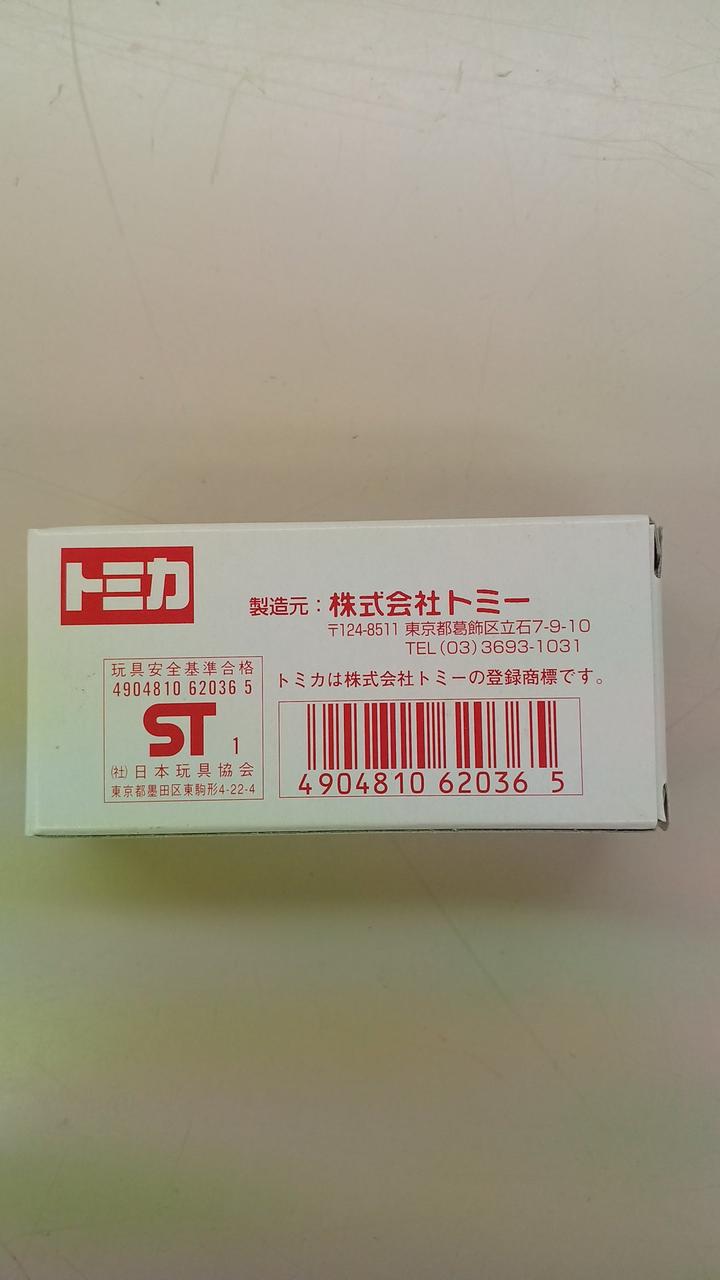 トミカ
製造元：株式会社トミー
〒124-8511 東京都葛飾区立石7-9-10
TEL(03)3693-1031
玩具安全基準合格
4904810 62036 5
ST 1
(社)日本玩具協会
東京都墨田区東駒形4-22-4
トミカは株式会社トミーの登録商標です。
4904810 62036 5